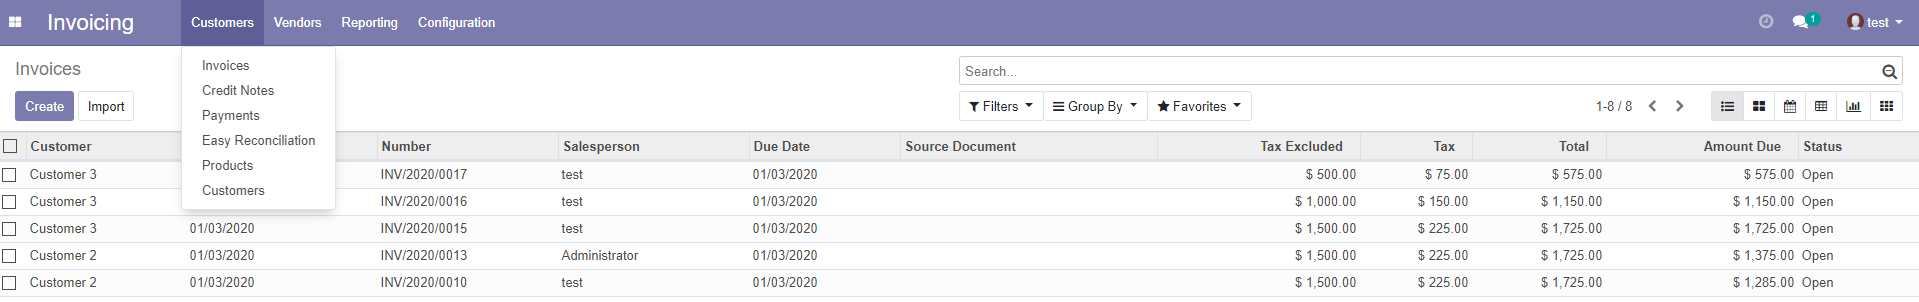 Invoicing Customers Vendors Reporting Configuration 1 test
Invoices Search...
Create Import Filters Group By Favorites 1-8 / 8
Invoices
Credit Notes
Payments
Easy Reconciliation
Products
Customers
Customer Number Salesperson Due Date Source Document Tax Excluded Tax Total Amount Due Status
Customer 3 INV/2020/0017 test 01/03/2020 $ 500.00 $ 75.00 $ 575.00 $ 575.00 Open
Customer 3 INV/2020/0016 test 01/03/2020 $ 1,000.00 $ 150.00 $ 1,150.00 $ 1,150.00 Open
Customer 3 01/03/2020 INV/2020/0015 test 01/03/2020 $ 1,500.00 $ 225.00 $ 1,725.00 $ 1,725.00 Open
Customer 2 01/03/2020 INV/2020/0013 Administrator 01/03/2020 $ 1,500.00 $ 225.00 $ 1,725.00 $ 1,375.00 Open
Customer 2 01/03/2020 INV/2020/0010 test 01/03/2020 $ 1,500.00 $ 225.00 $ 1,725.00 $ 1,285.00 Open